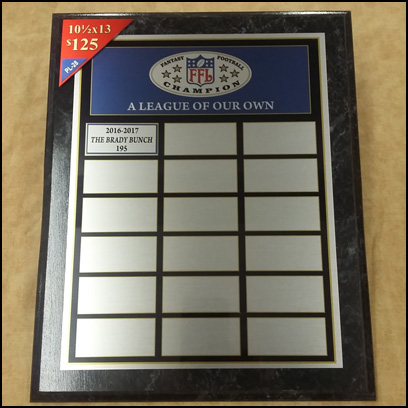 10½x13
$125
PL-28
FANTASY FOOTBALL
FFL
CHAMPION
A LEAGUE OF OUR OWN
2016-2017
THE BRADY BUNCH
195